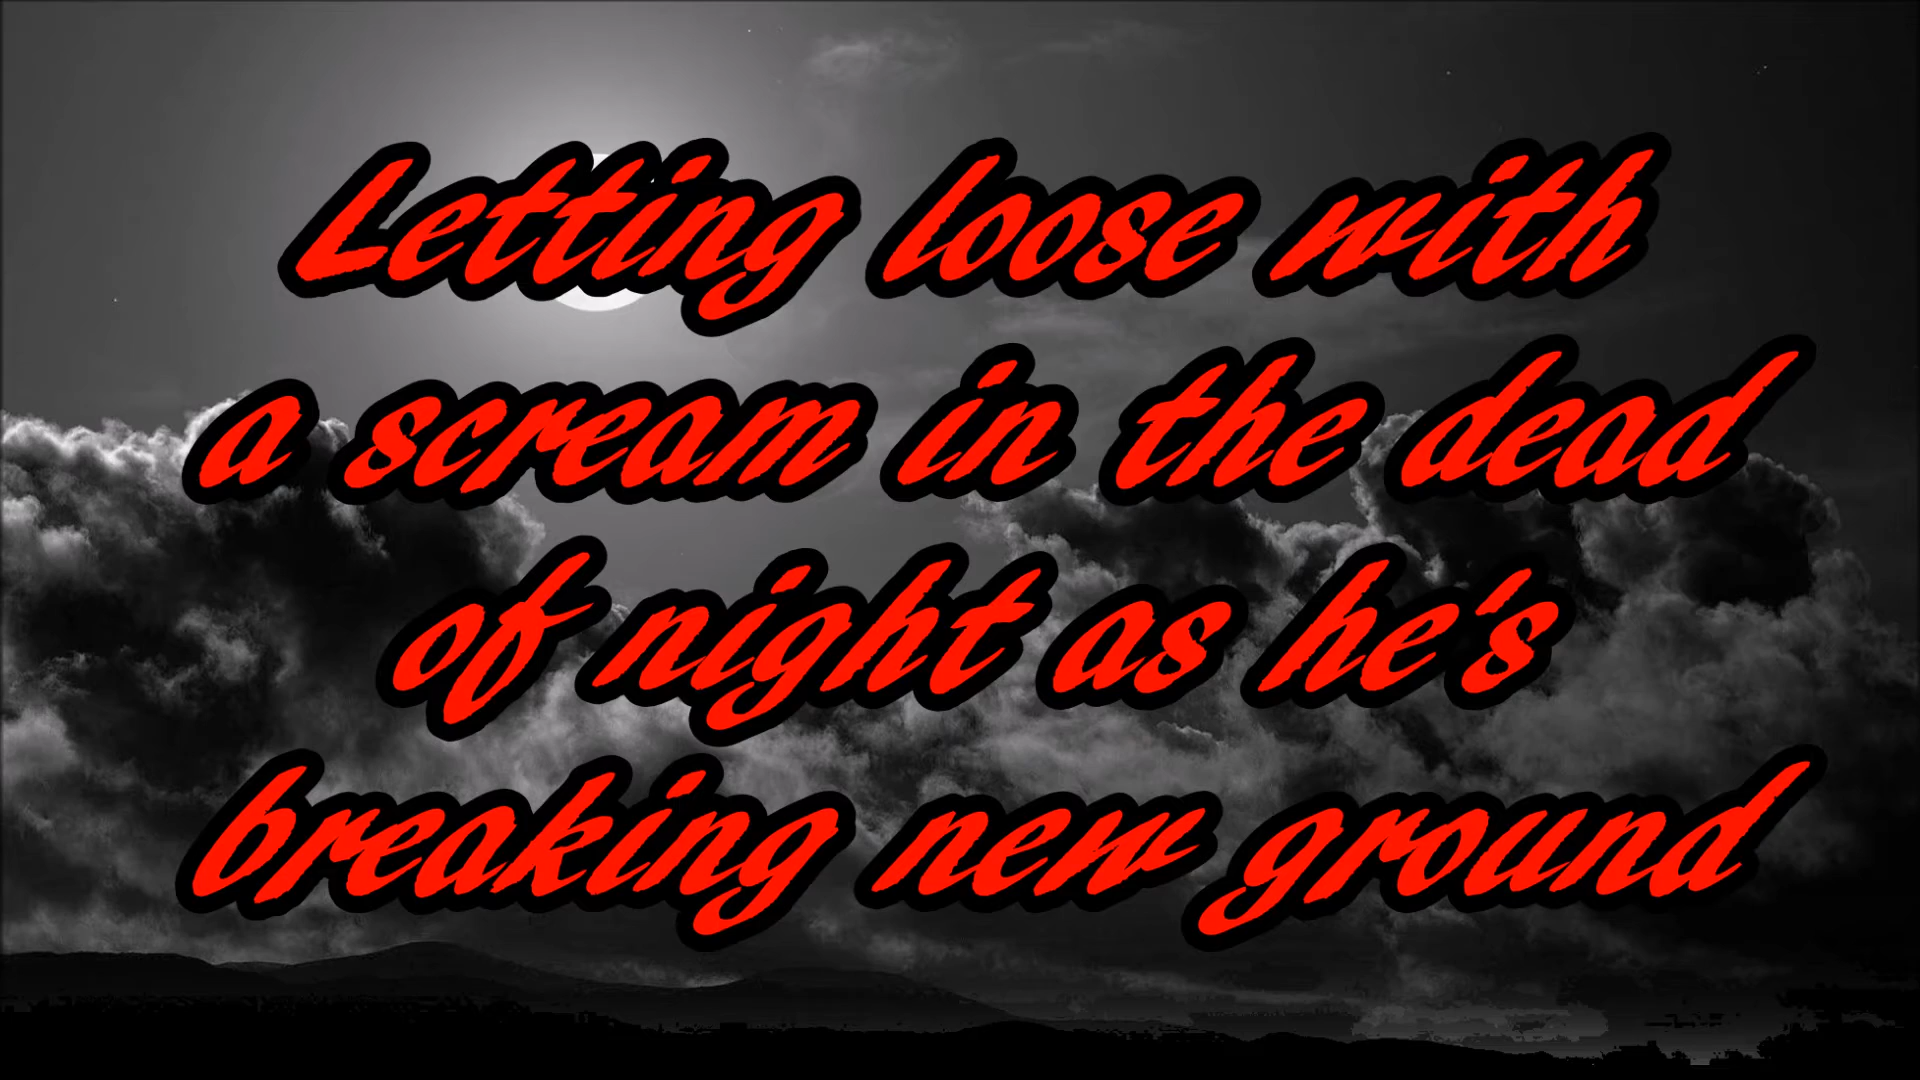 Letting loose with
a scream in the dead
of night as he's
breaking new ground